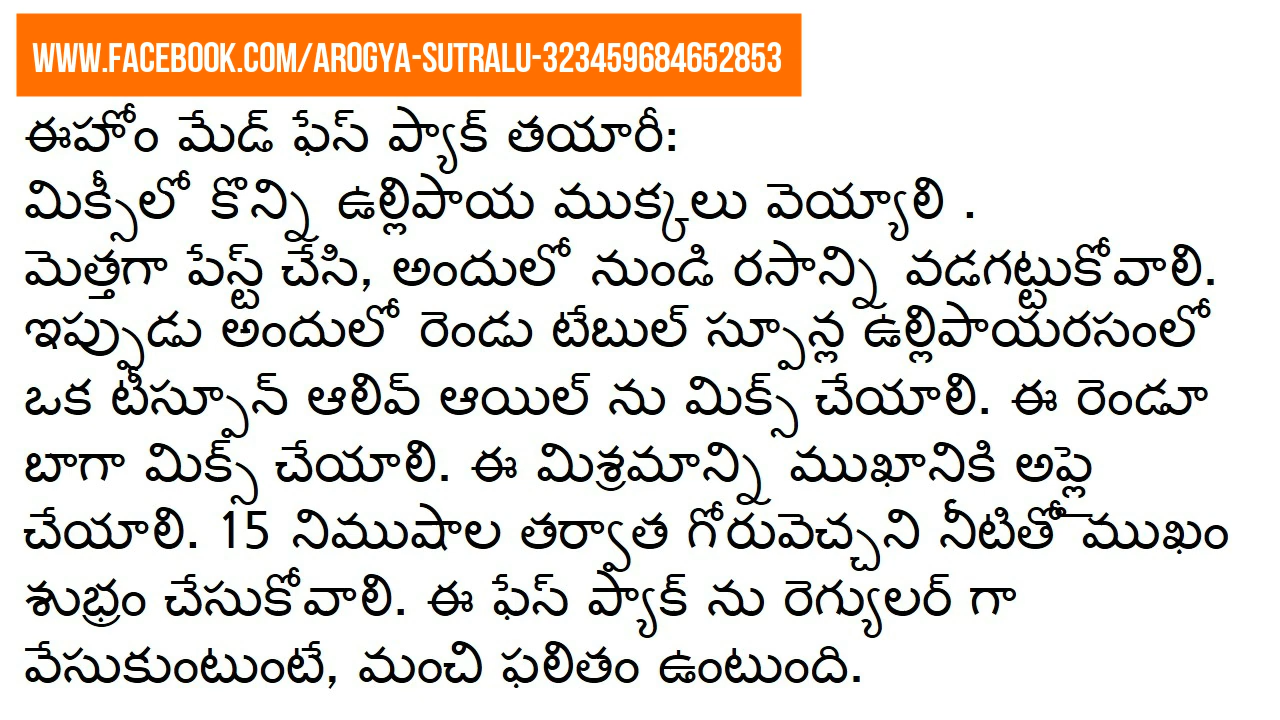 WWW.FACEBOOK.COM/AROGYA-SUTRALU-323459684652853
ఈహోం మేడ్ ఫేస్ ప్యాక్ తయారీ:
మిక్సీలో కొన్ని ఉల్లిపాయ ముక్కలు వెయ్యాలి .
మెత్తగా పేస్ట్ చేసి, అందులో నుండి రసాన్ని వడగట్టుకోవాలి.
ఇప్పుడు అందులో రెండు టేబుల్ స్పూన్ల ఉల్లిపాయరసంలో
ఒక టీస్పూన్ ఆలివ్ ఆయిల్ ను మిక్స్ చేయాలి. ఈ రెండూ
బాగా మిక్స్ చేయాలి. ఈ మిశ్రమాన్ని ముఖానికి అప్లై
చేయాలి. 15 నిముషాల తర్వాత గోరువెచ్చని నీటితో ముఖం
శుభ్రం చేసుకోవాలి. ఈ ఫేస్ ప్యాక్ ను రెగ్యులర్ గా
వేసుకుంటుంటే, మంచి ఫలితం ఉంటుంది.